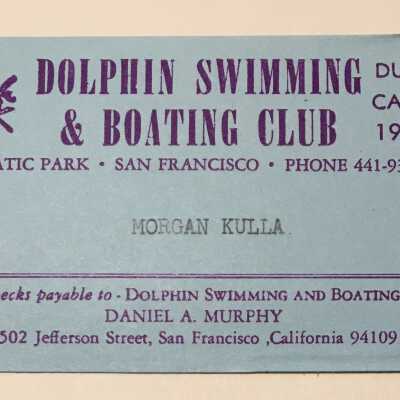 DOLPHIN SWIMMING
& BOATING CLUB
DU
CA
19
ATIC PARK • SAN FRANCISCO • PHONE 441-93
MORGAN KULLA
ecks payable to - DOLPHIN SWIMMING AND BOATING
DANIEL A. MURPHY
502 Jefferson Street, San Francisco ,California 94109